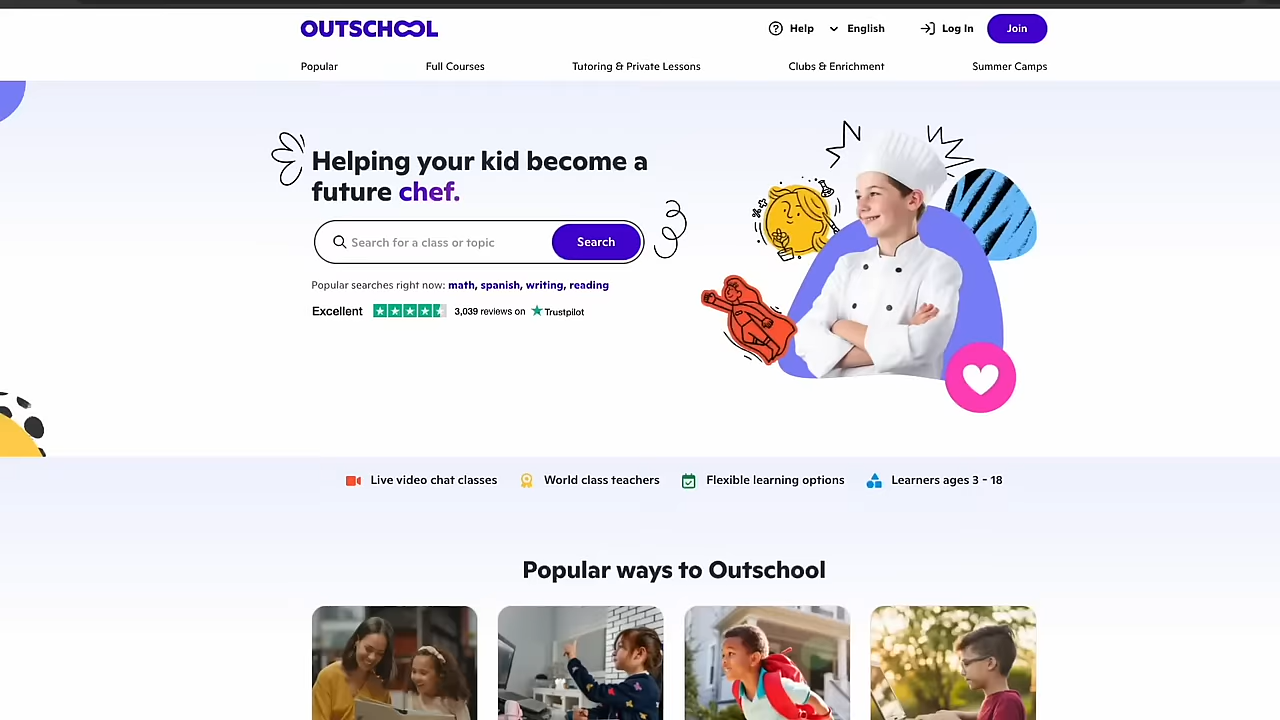 OUTSCHOOL
Help
English
Log In
Join
Popular
Full Courses
Tutoring & Private Lessons
Clubs & Enrichment
Summer Camps
Helping your kid become a
future chef.
Search for a class or topic
Search
Popular searches right now: math, spanish, writing, reading
Excellent
3,039 reviews on
Trustpilot
Live video chat classes
World class teachers
Flexible learning options
Learners ages 3 - 18
Popular ways to Outschool